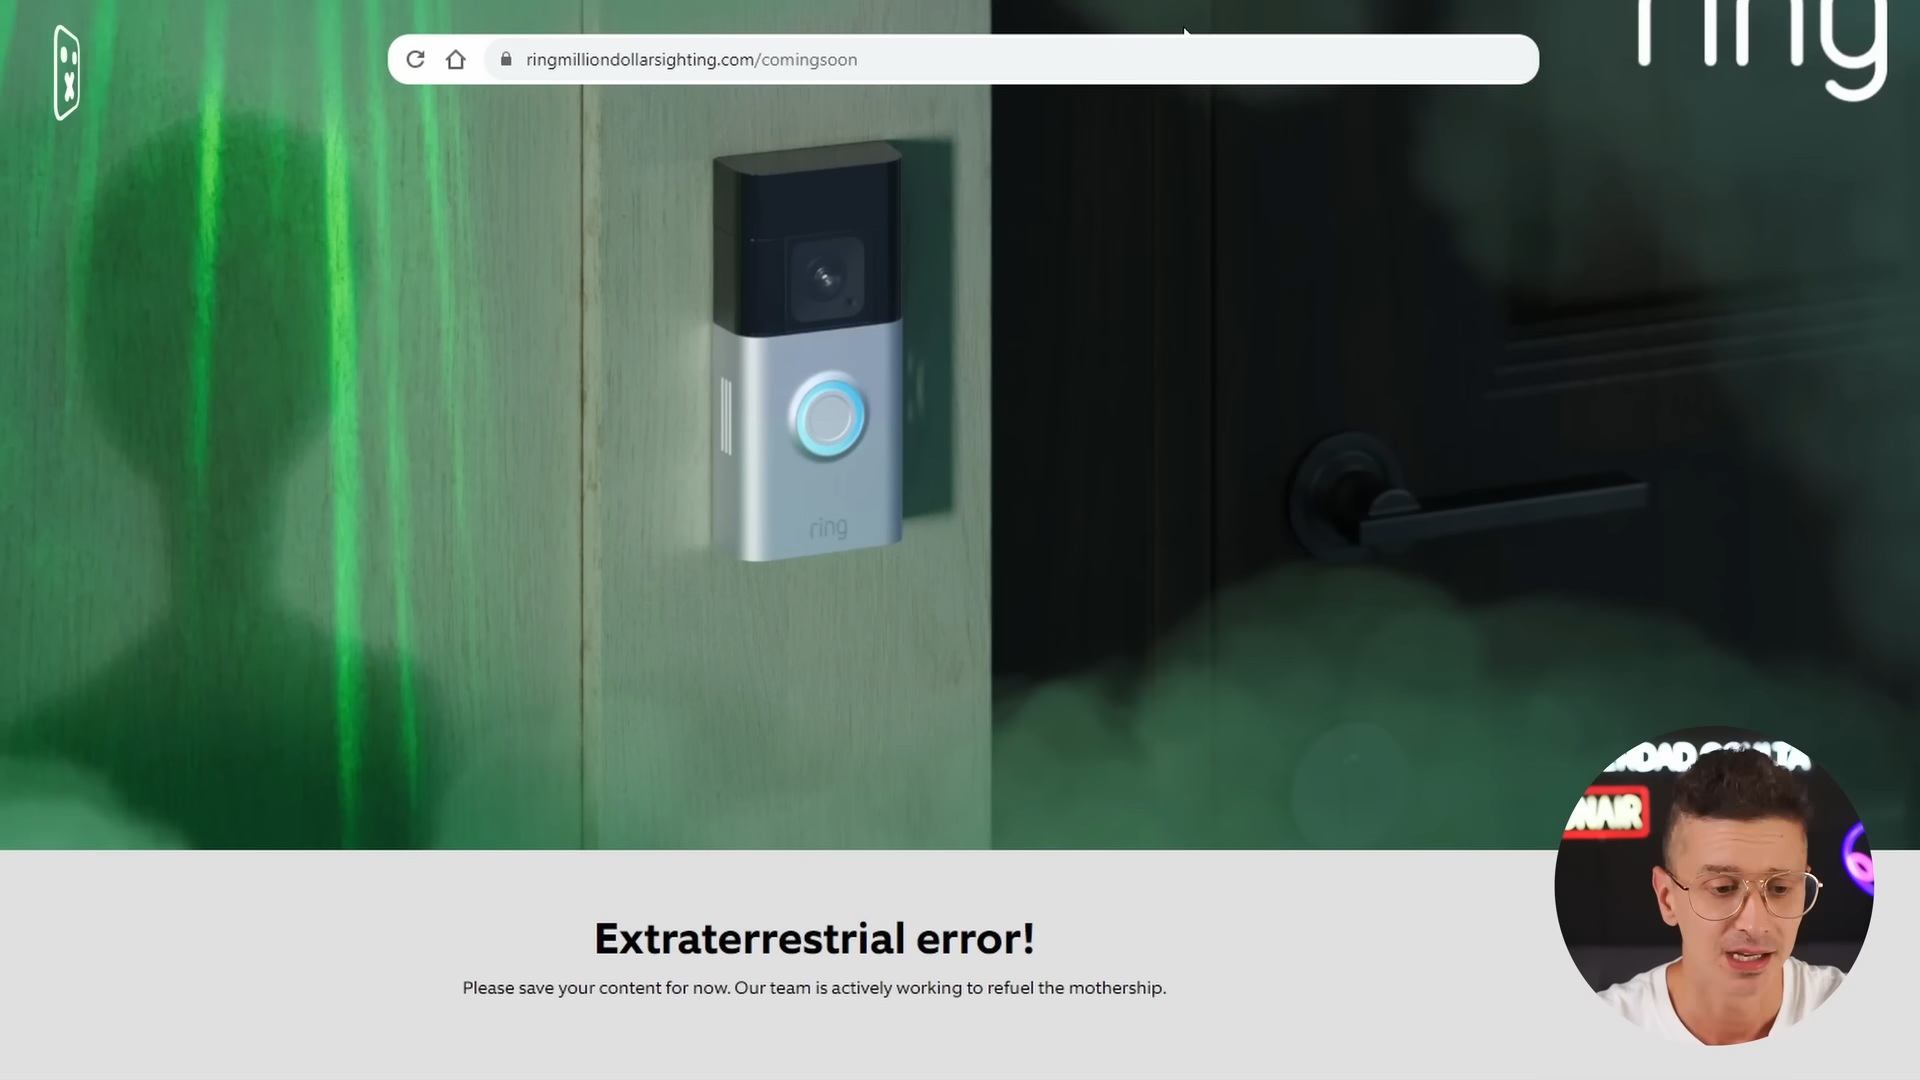 ring
ringmilliondollarsighting.com/comingsoon
ring
ONAIR
Extraterrestrial error!
Please save your content for now. Our team is actively working to refuel the mothership.